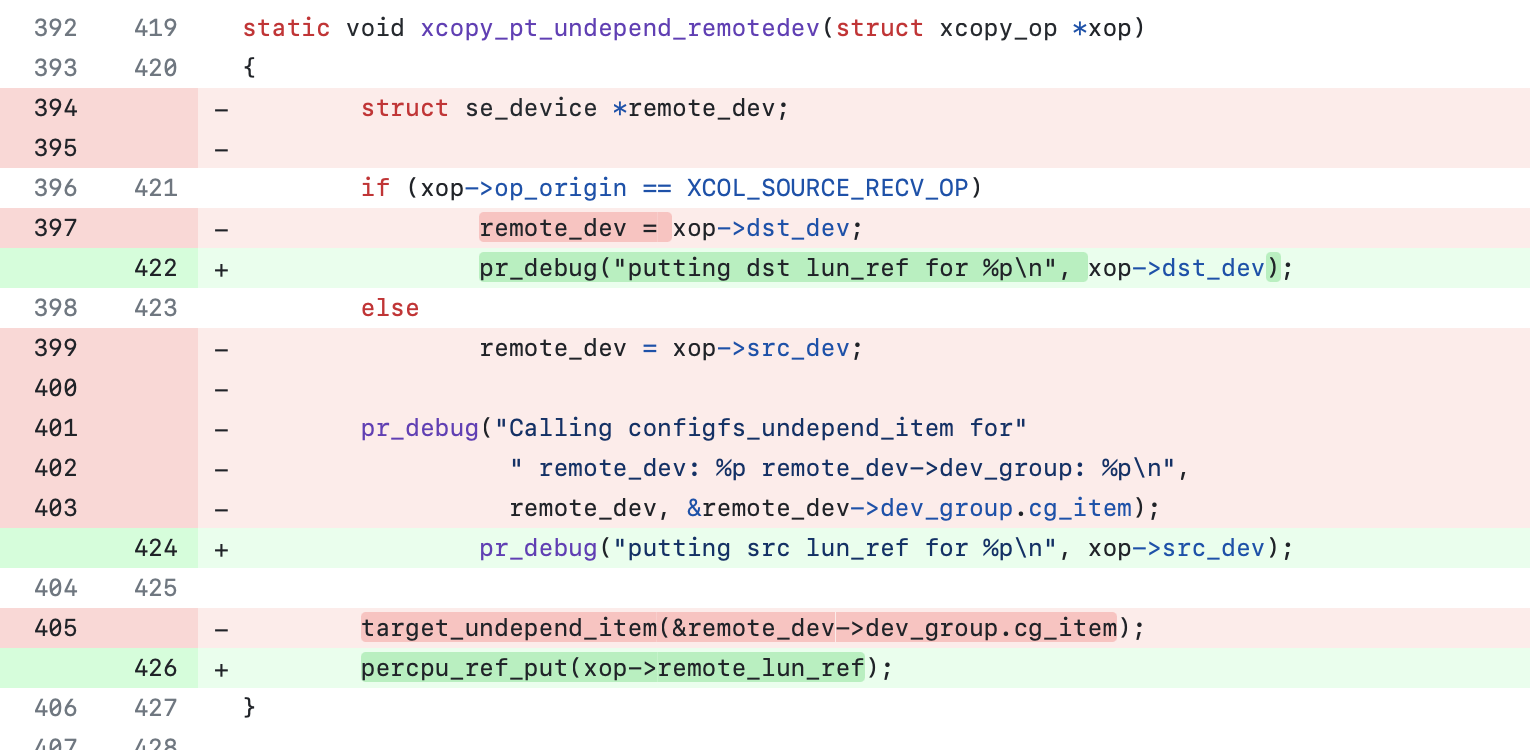 392 419 static void xcopy_pt_undepend_remotedev(struct xcopy_op *xop)
393 420 {
394 - struct se_device *remote_dev;
395 -
396 421 if (xop->op_origin == XCOL_SOURCE_RECV_OP)
397 - remote_dev = xop->dst_dev;
422 + pr_debug("putting dst lun_ref for %p\n", xop->dst_dev);
398 423 else
399 - remote_dev = xop->src_dev;
400 -
401 - pr_debug("Calling configfs_undepend_item for"
402 - " remote_dev: %p remote_dev->dev_group: %p\n",
403 - remote_dev, &remote_dev->dev_group.cg_item);
424 + pr_debug("putting src lun_ref for %p\n", xop->src_dev);
404 425
405 - target_undepend_item(&remote_dev->dev_group.cg_item);
426 + percpu_ref_put(xop->remote_lun_ref);
406 427 }
407 428